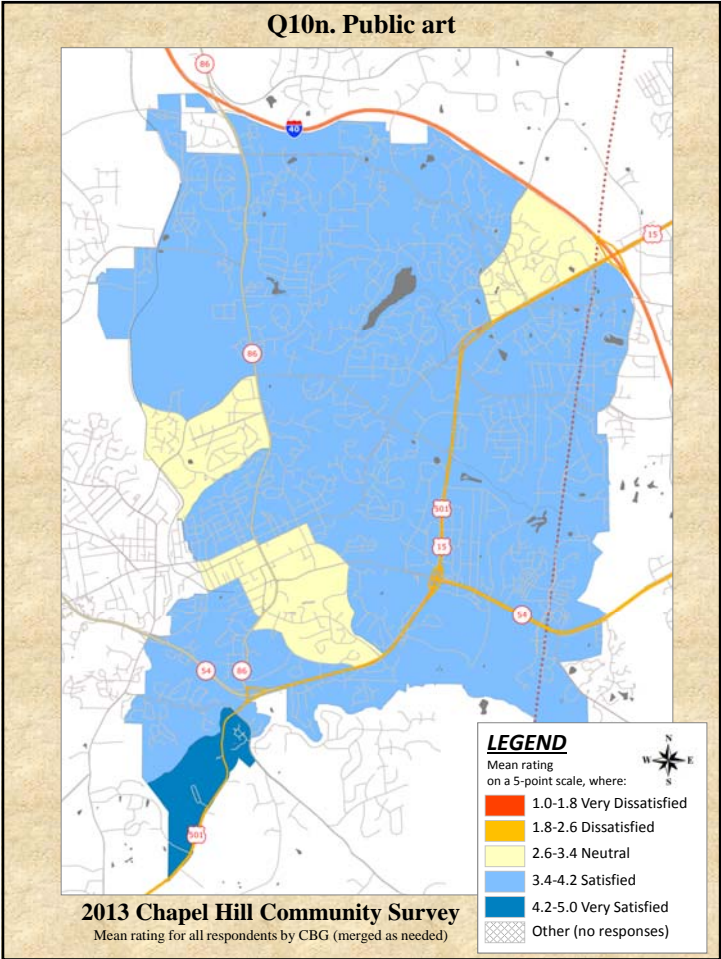 Q10n. Public art
86
40
15
86
501
15
54
54
86
501
LEGEND
Mean rating
on a 5-point scale, where:
N
W
E
S
1.0-1.8 Very Dissatisfied
1.8-2.6 Dissatisfied
2.6-3.4 Neutral
3.4-4.2 Satisfied
4.2-5.0 Very Satisfied
Other (no responses)
2013 Chapel Hill Community Survey
Mean rating for all respondents by CBG (merged as needed)